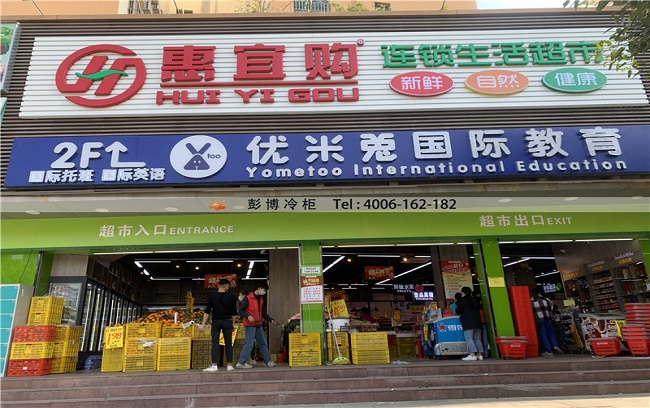 惠宜购®
HUI YI GOU
连锁生活超市
新鲜 自然 健康
2F
国际托班 国际英语
too
优米兔国际教育
Yometoo International Education
彭博冷柜 Tel : 4006-162-182
超市入口 ENTRANCE
超市出口 EXIT